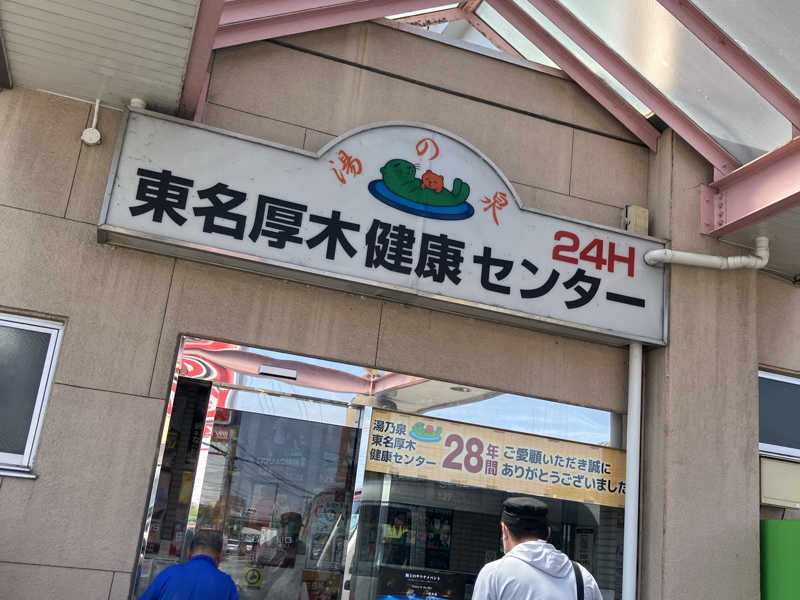 湯の泉
東名厚木健康センター
24H
湯乃泉
東名厚木
健康センター
28年間
ご愛顧いただき誠に
ありがとうございました